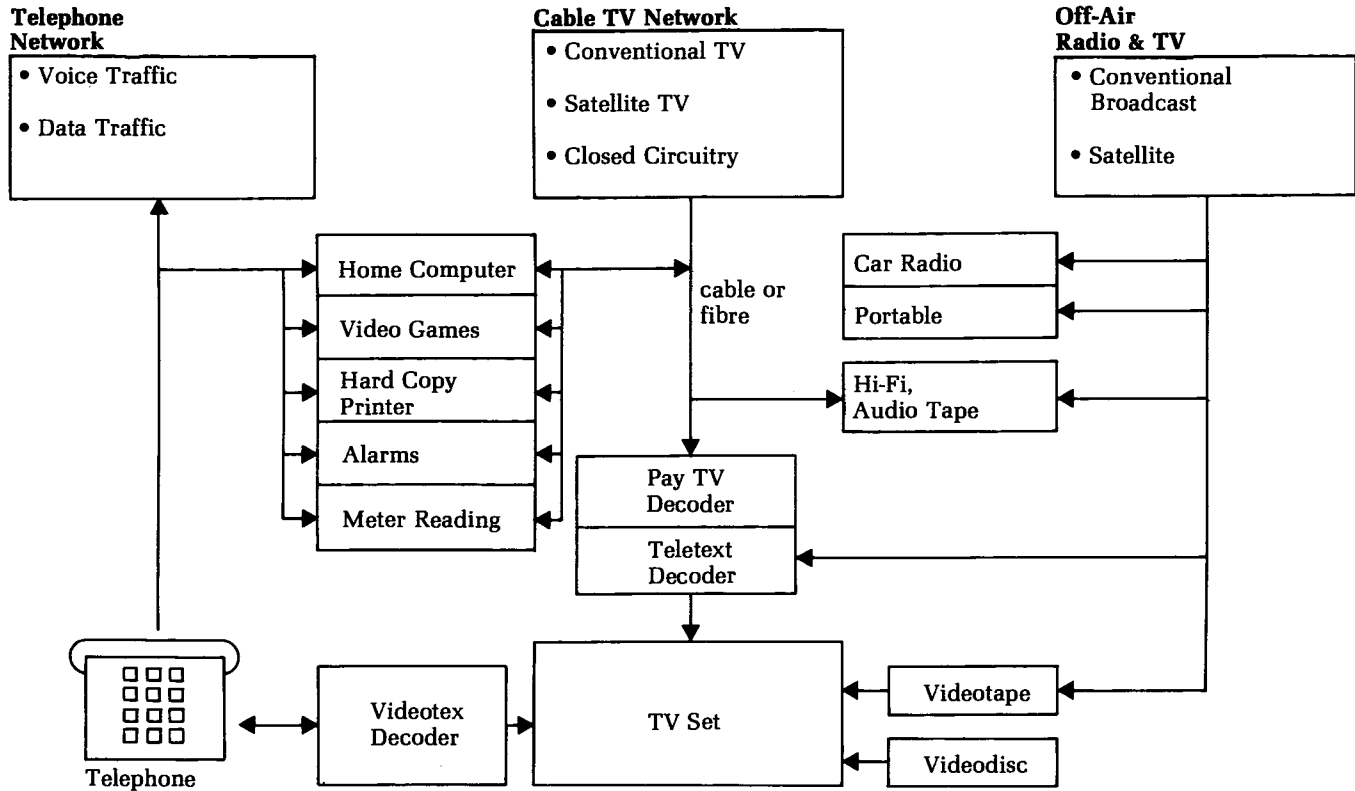 Telephone
Network
• Voice Traffic
• Data Traffic
Cable TV Network
• Conventional TV
• Satellite TV
• Closed Circuitry
Off-Air
Radio & TV
• Conventional
Broadcast
• Satellite
Home Computer
Video Games
Hard Copy
Printer
Alarms
Meter Reading
cable or
fibre
Car Radio
Portable
Hi-Fi,
Audio Tape
Pay TV
Decoder
Teletext
Decoder
Telephone
Videotex
Decoder
TV Set
Videotape
Videodisc